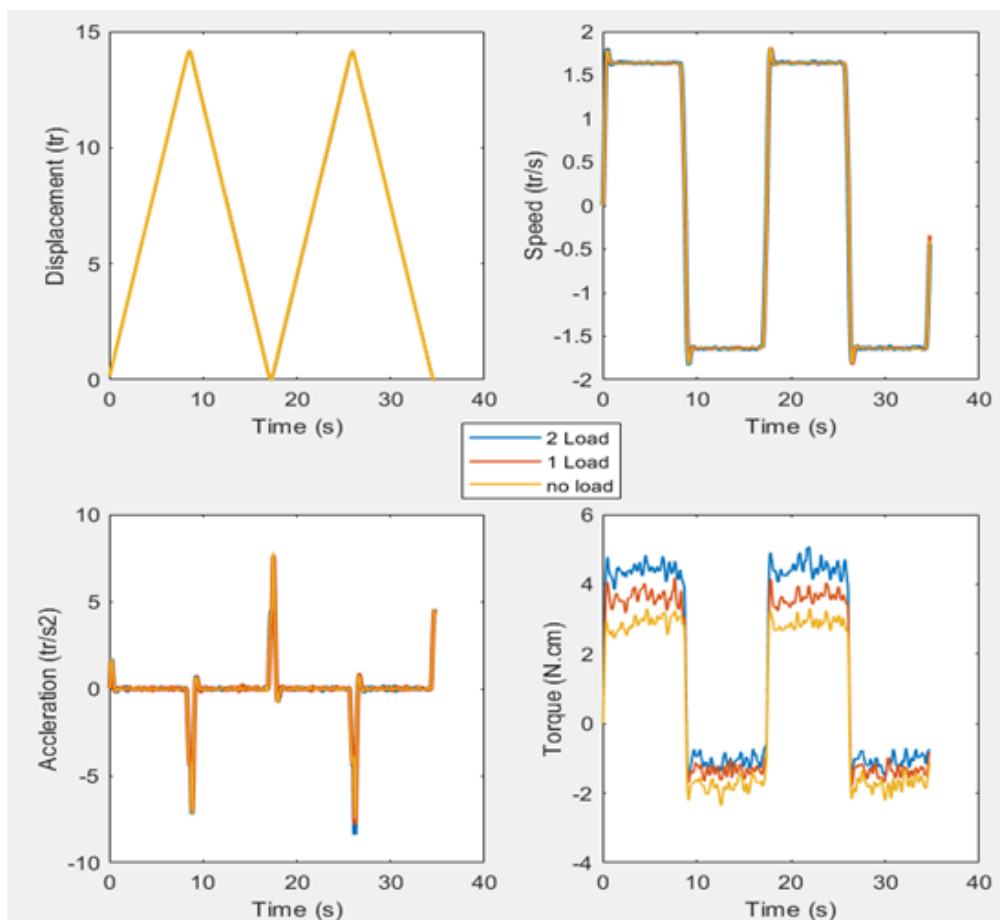 Displacement (tr)
15
10
5
0
0 10 20 30 40
Time (s)
Speed (tr/s)
2
1.5
1
0.5
0
-0.5
-1
-1.5
-2
0 10 20 30 40
Time (s)
2 Load
1 Load
no load
Accleration (tr/s2)
10
5
0
-5
-10
0 10 20 30 40
Time (s)
Torque (N.cm)
6
4
2
0
-2
-4
0 10 20 30 40
Time (s)